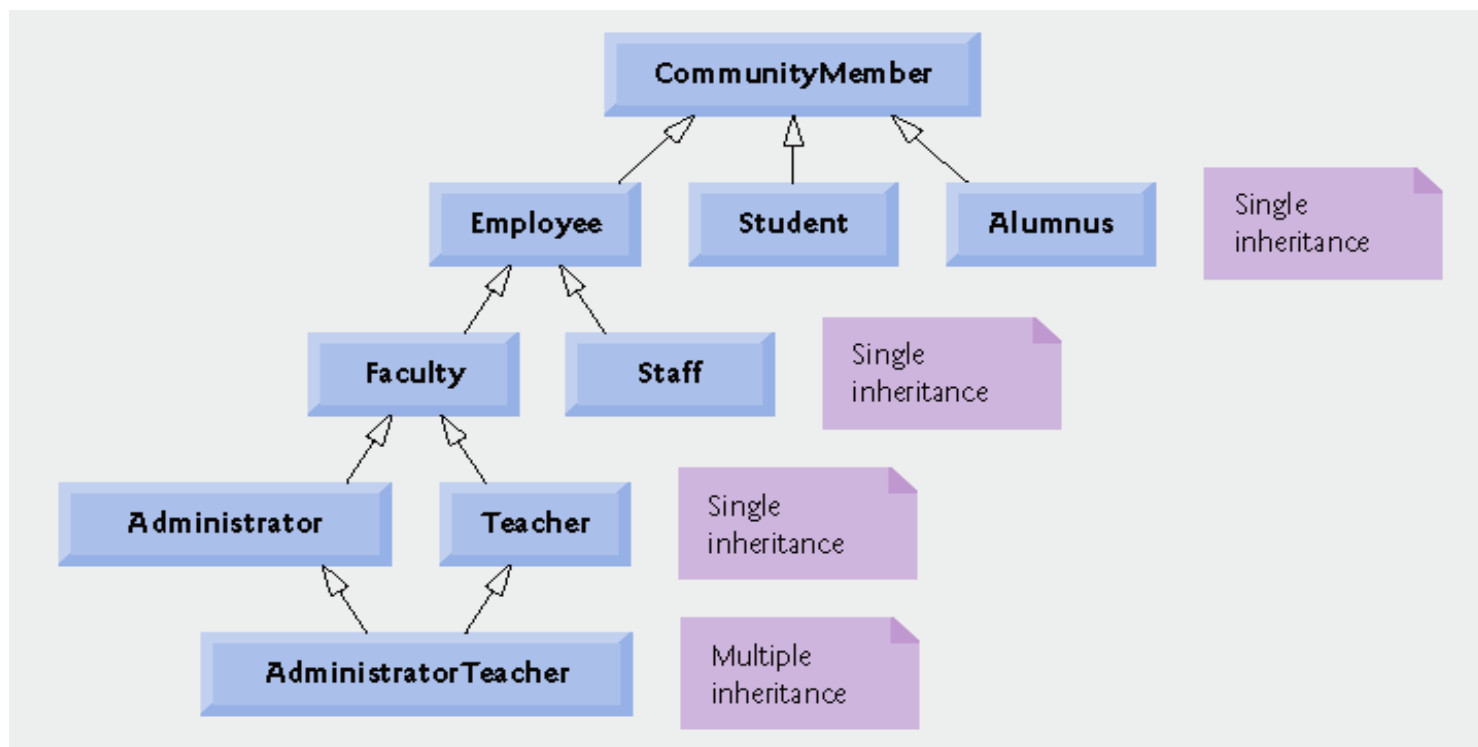 CommunityMember
Employee
Student
Alumnus
Single
inheritance
Faculty
Staff
Single
inheritance
Administrator
Teacher
Single
inheritance
AdministratorTeacher
Multiple
inheritance